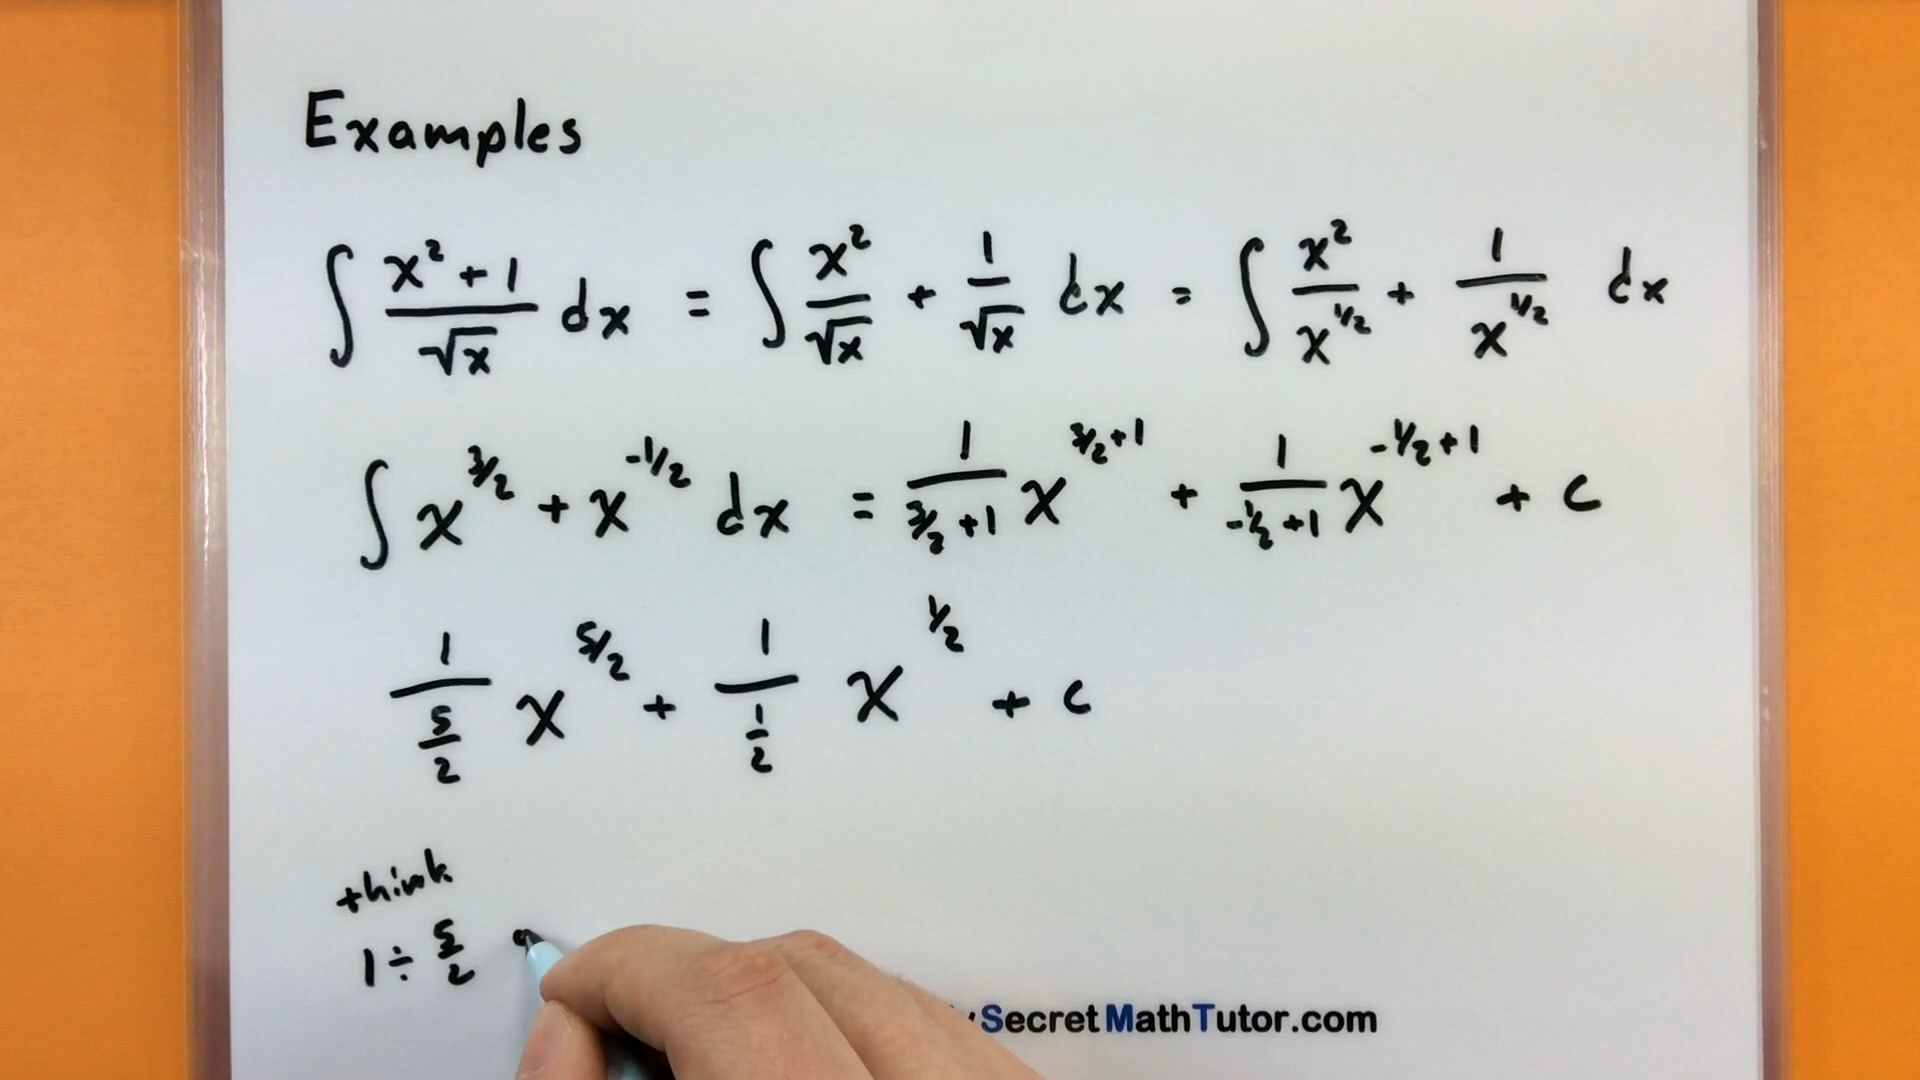 Examples
∫ x² + 1 / √x dx = ∫ x² / √x + 1 / √x dx = ∫ x² / x^1/2 + 1 / x^1/2 dx
∫ x^3/2 + x^-1/2 dx = 1 / (3/2 + 1) x^3/2+1 + 1 / (-1/2 + 1) x^-1/2+1 + c
1 / (5/2) x^5/2 + 1 / (1/2) x^1/2 + c
think
1 ÷ 5/2
SecretMathTutor.com